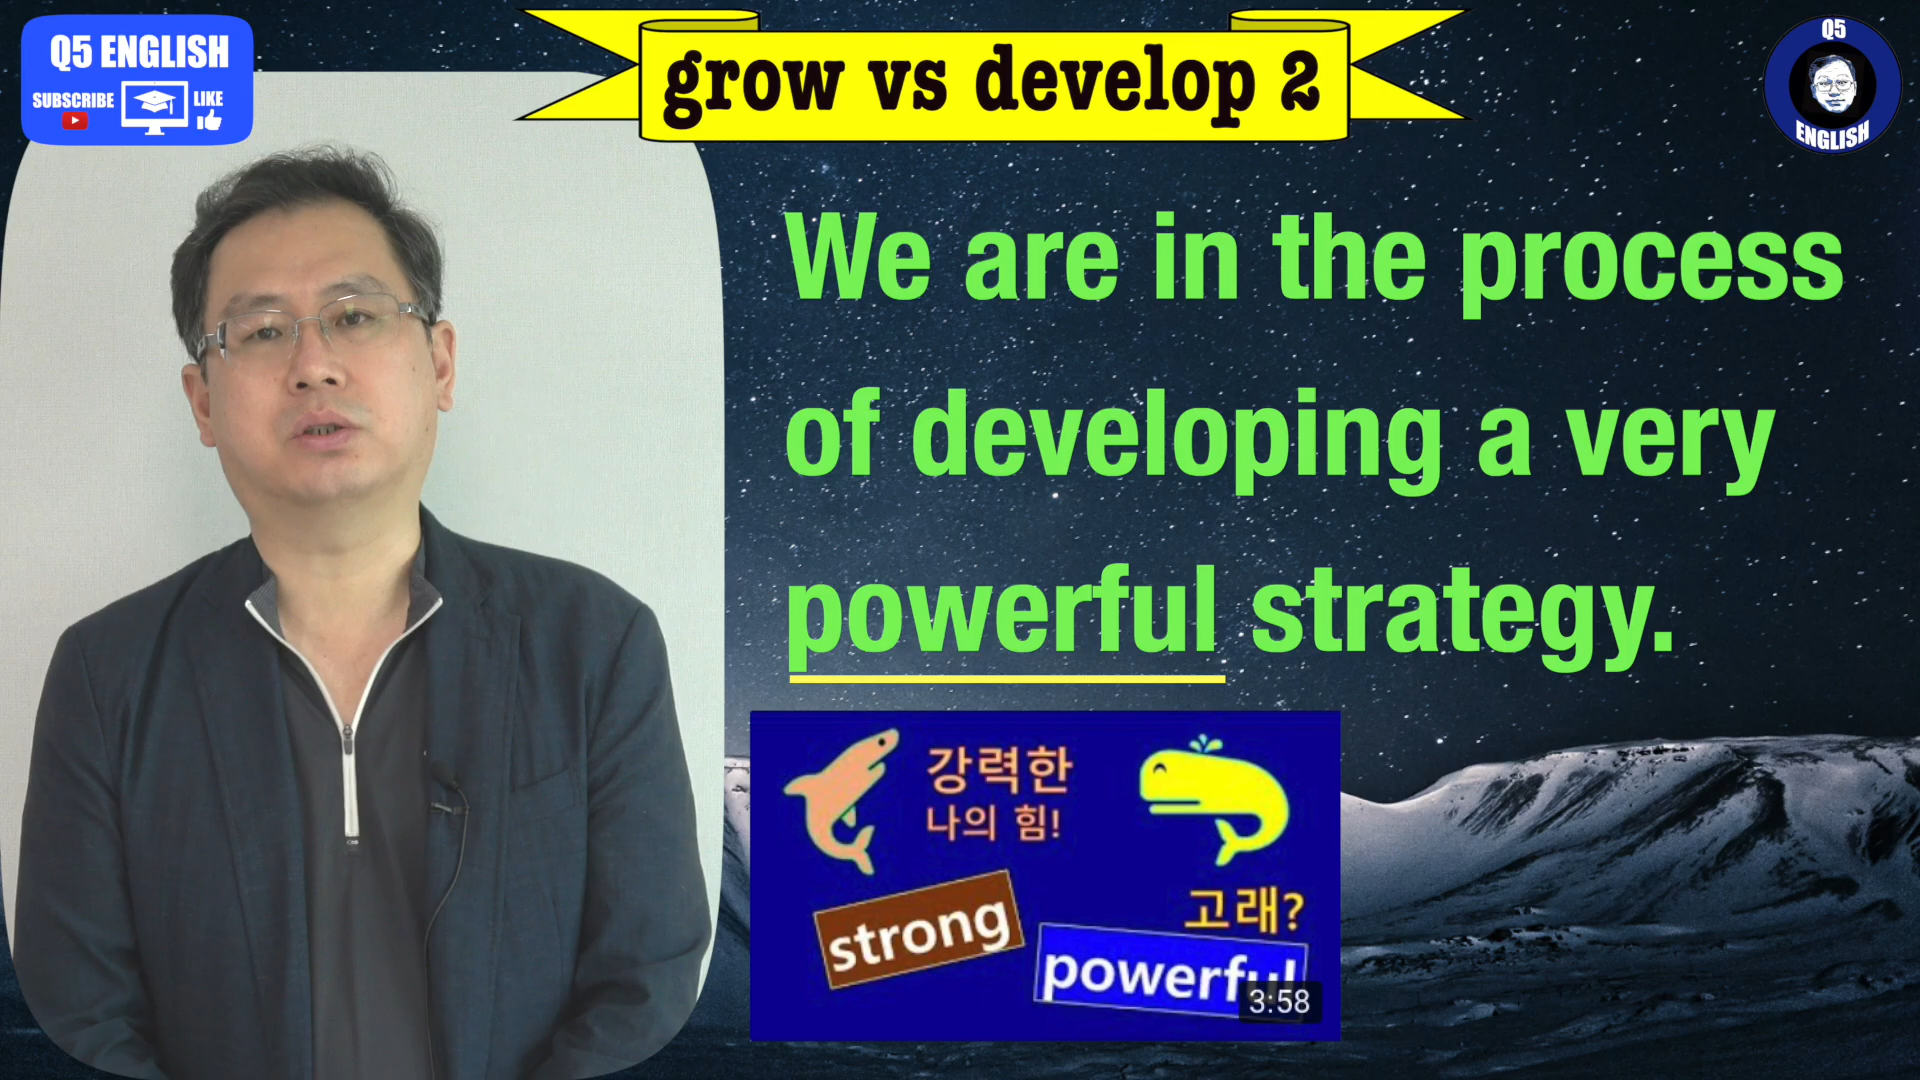 Q5 ENGLISH
SUBSCRIBE
LIKE
grow vs develop 2
Q5
ENGLISH
We are in the process
of developing a very
powerful strategy.
강력한
나의 힘!
고래?
strong
powerful
3:58